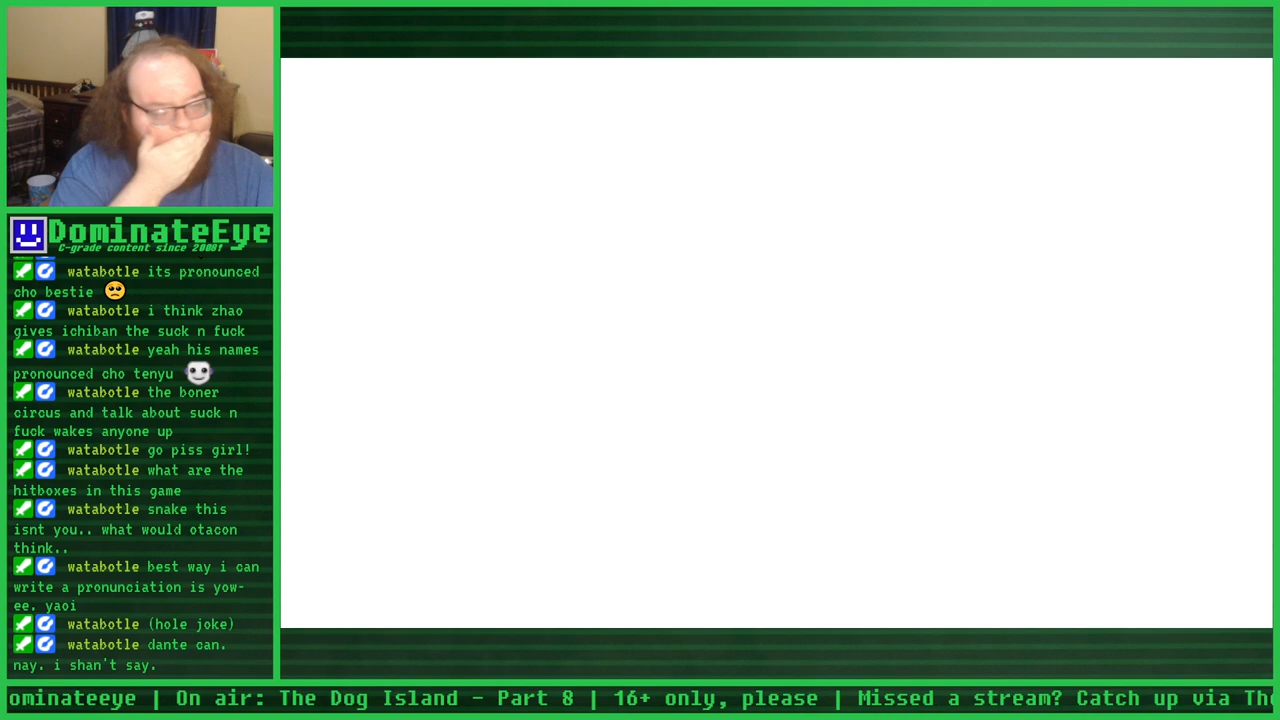 DominateEye
C-grade content since 2008!
watabotle its pronounced
cho bestie
watabotle i think zhao
gives ichiban the suck n fuck
watabotle yeah his names
pronounced cho tenyu
watabotle the boner
circus and talk about suck n
fuck wakes anyone up
watabotle go piss girl!
watabotle what are the
hitboxes in this game
watabotle snake this
isnt you.. what would otacon
think..
watabotle best way i can
write a pronunciation is yow-
ee. yaoi
watabotle (hole joke)
watabotle dante can.
nay. i shan't say.
ominateeye | On air: The Dog Island - Part 8 | 16+ only, please | Missed a stream? Catch up via The